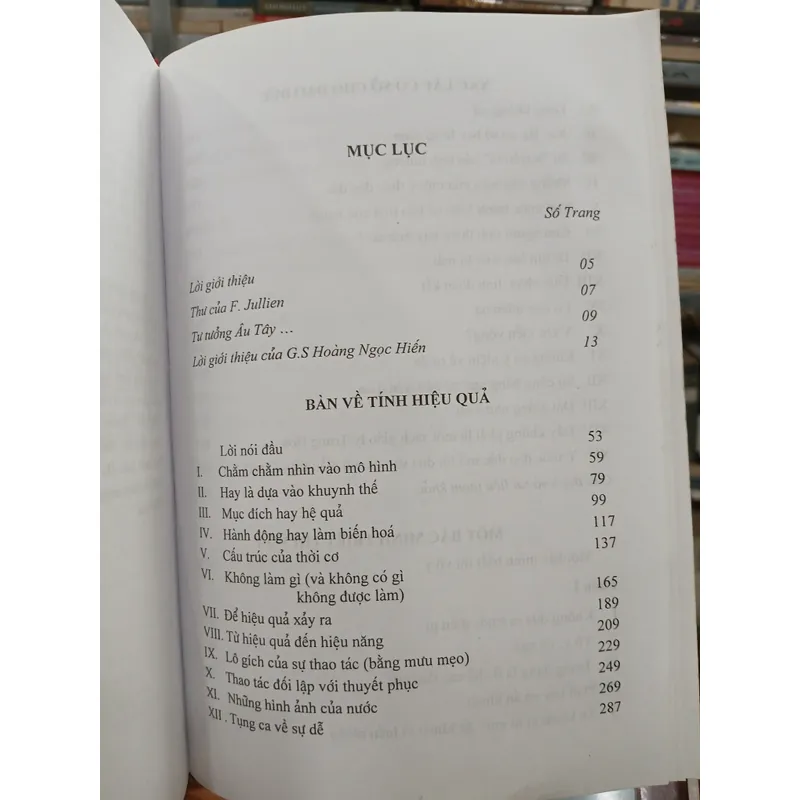 MỤC LỤC
Số Trang
Lời giới thiệu 05
Thư của F. Jullien 07
Tư tưởng Âu Tây … 09
Lời giới thiệu của G.S Hoàng Ngọc Hiến 13
BÀN VỀ TÍNH HIỆU QUẢ
Lời nói đầu 53
I. Chằm chằm nhìn vào mô hình 59
II. Hay là dựa vào khuynh thế 79
III. Mục đích hay hệ quả 99
IV. Hành động hay làm biến hoá 117
V. Cấu trúc của thời cơ 137
VI. Không làm gì (và không có gì
không được làm) 165
VII. Để hiệu quả xảy ra 189
VIII. Từ hiệu quả đến hiệu năng 209
IX. Lô gích của sự thao tác (bằng mưu mẹo) 229
X. Thao tác đối lập với thuyết phục 249
XI. Những hình ảnh của nước 269
XII . Tụng ca về sự dễ 287